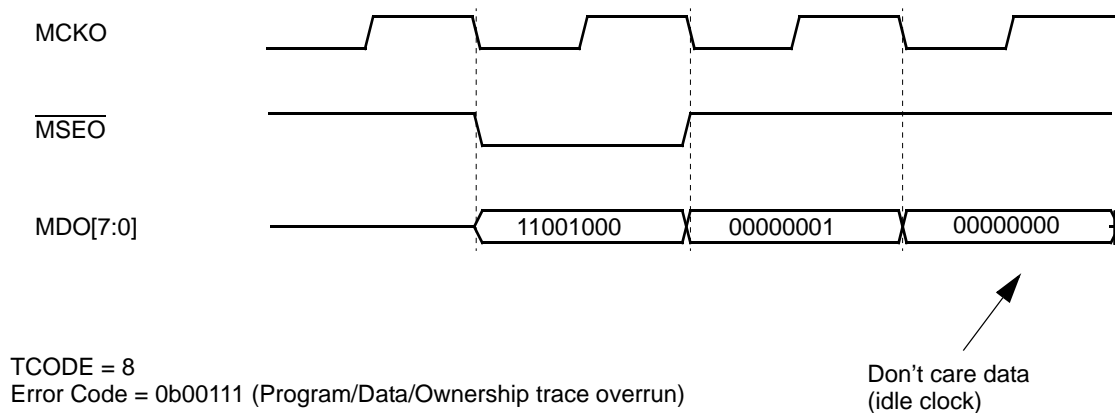 MCKO
MSEO
MDO[7:0]
11001000
00000001
00000000
TCODE = 8
Error Code = 0b00111 (Program/Data/Ownership trace overrun)
Don't care data
(idle clock)